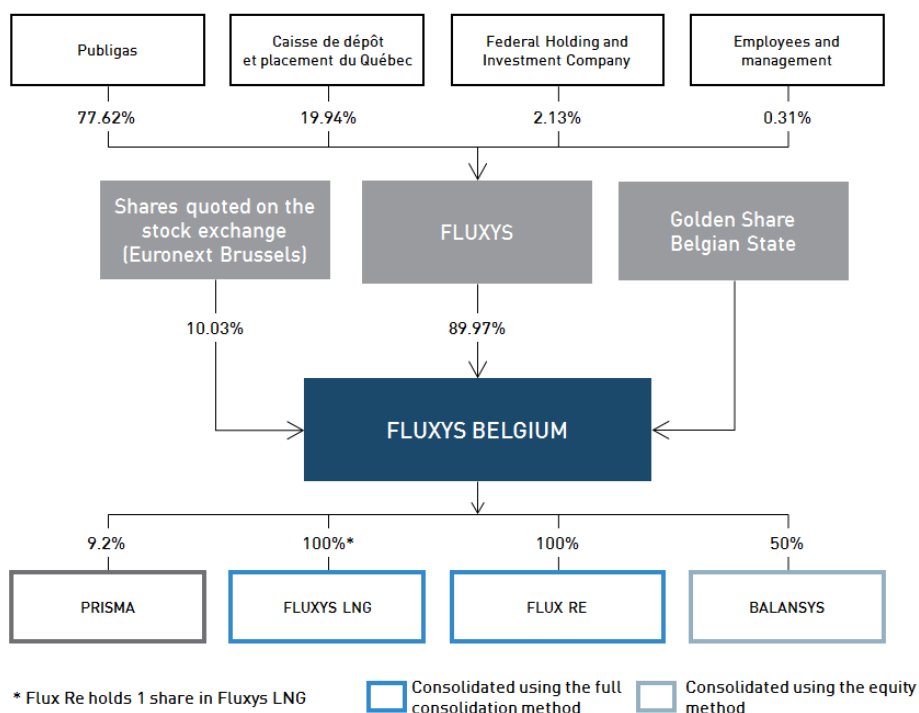 Publigas
Caisse de dépôt
et placement du Québec
Federal Holding and
Investment Company
Employees and
management
77.62%
19.94%
2.13%
0.31%
Shares quoted on the
stock exchange
(Euronext Brussels)
FLUXYS
Golden Share
Belgian State
10.03%
89.97%
FLUXYS BELGIUM
9.2%
100%*
100%
50%
PRISMA
FLUXYS LNG
FLUX RE
BALANSYS
* Flux Re holds 1 share in Fluxys LNG
Consolidated using the full
consolidation method
Consolidated using the equity
method